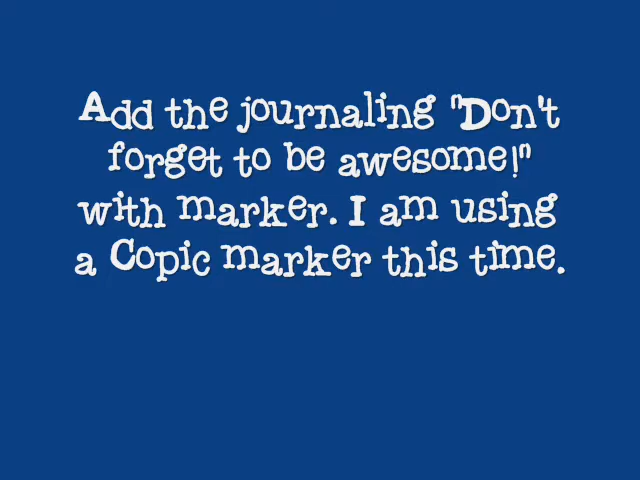 Add the journaling "Don't
forget to be awesome!"
with marker. I am using
a Copic marker this time.